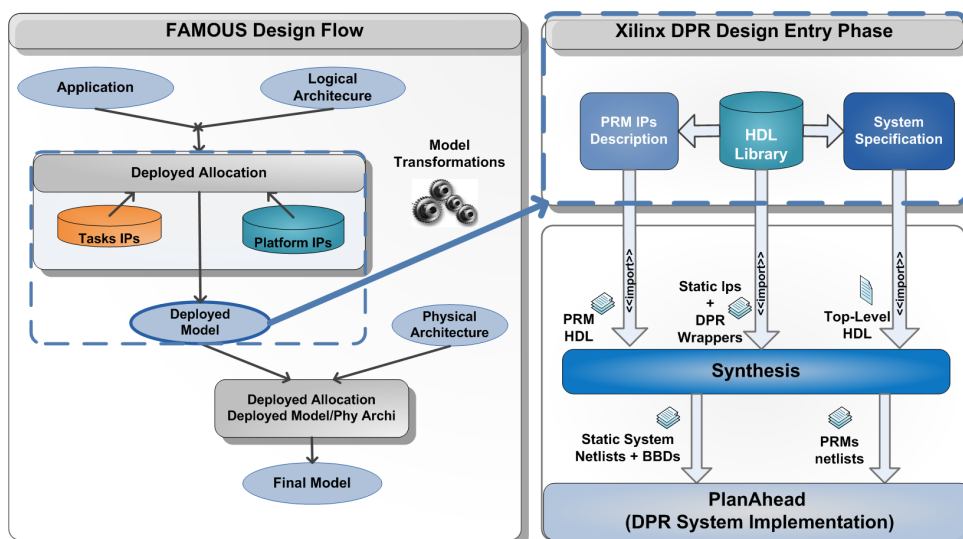 FAMOUS Design Flow
Application
Logical
Architecure
Deployed Allocation
Tasks IPs
Platform IPs
Model
Transformations
Deployed
Model
Physical
Architecture
Deployed Allocation
Deployed Model/Phy Archi
Final Model
Xilinx DPR Design Entry Phase
PRM IPs
Description
HDL
Library
System
Specification
<<import>>
<<import>>
<<import>>
PRM
HDL
Static Ips
+
DPR
Wrappers
Top-Level
HDL
Synthesis
Static System
Netlists + BBDs
PRMs
netlists
PlanAhead
(DPR System Implementation)